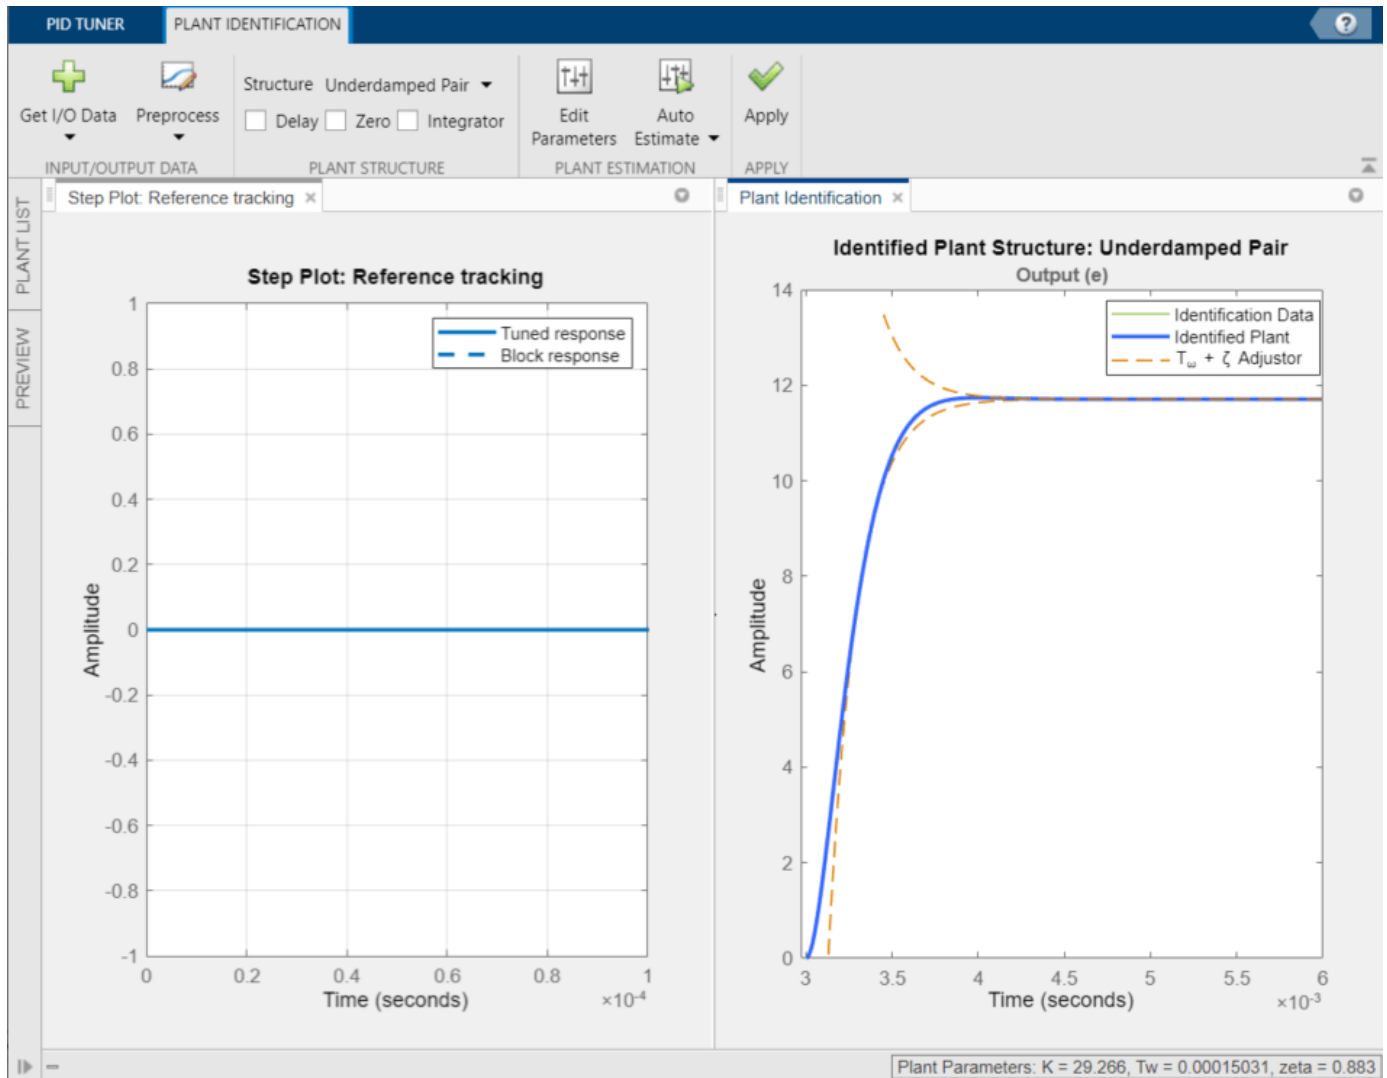 PID TUNER
PLANT IDENTIFICATION
?
Get I/O Data
Preprocess
Structure Underdamped Pair
Delay Zero Integrator
Edit Parameters
Auto Estimate
Apply
INPUT/OUTPUT DATA
PLANT STRUCTURE
PLANT ESTIMATION
APPLY
PLANT LIST
PREVIEW
Step Plot: Reference tracking ×
Step Plot: Reference tracking
Tuned response
Block response
1
0.8
0.6
0.4
0.2
0
-0.2
-0.4
-0.6
-0.8
-1
Amplitude
0 0.2 0.4 0.6 0.8 1
Time (seconds)
×10⁻⁴
Plant Identification ×
Identified Plant Structure: Underdamped Pair
Output (e)
Identification Data
Identified Plant
Tω + ζ Adjustor
14
12
10
8
6
4
2
0
Amplitude
3 3.5 4 4.5 5 5.5 6
Time (seconds)
×10⁻³
Plant Parameters: K = 29.266, Tw = 0.00015031, zeta = 0.883